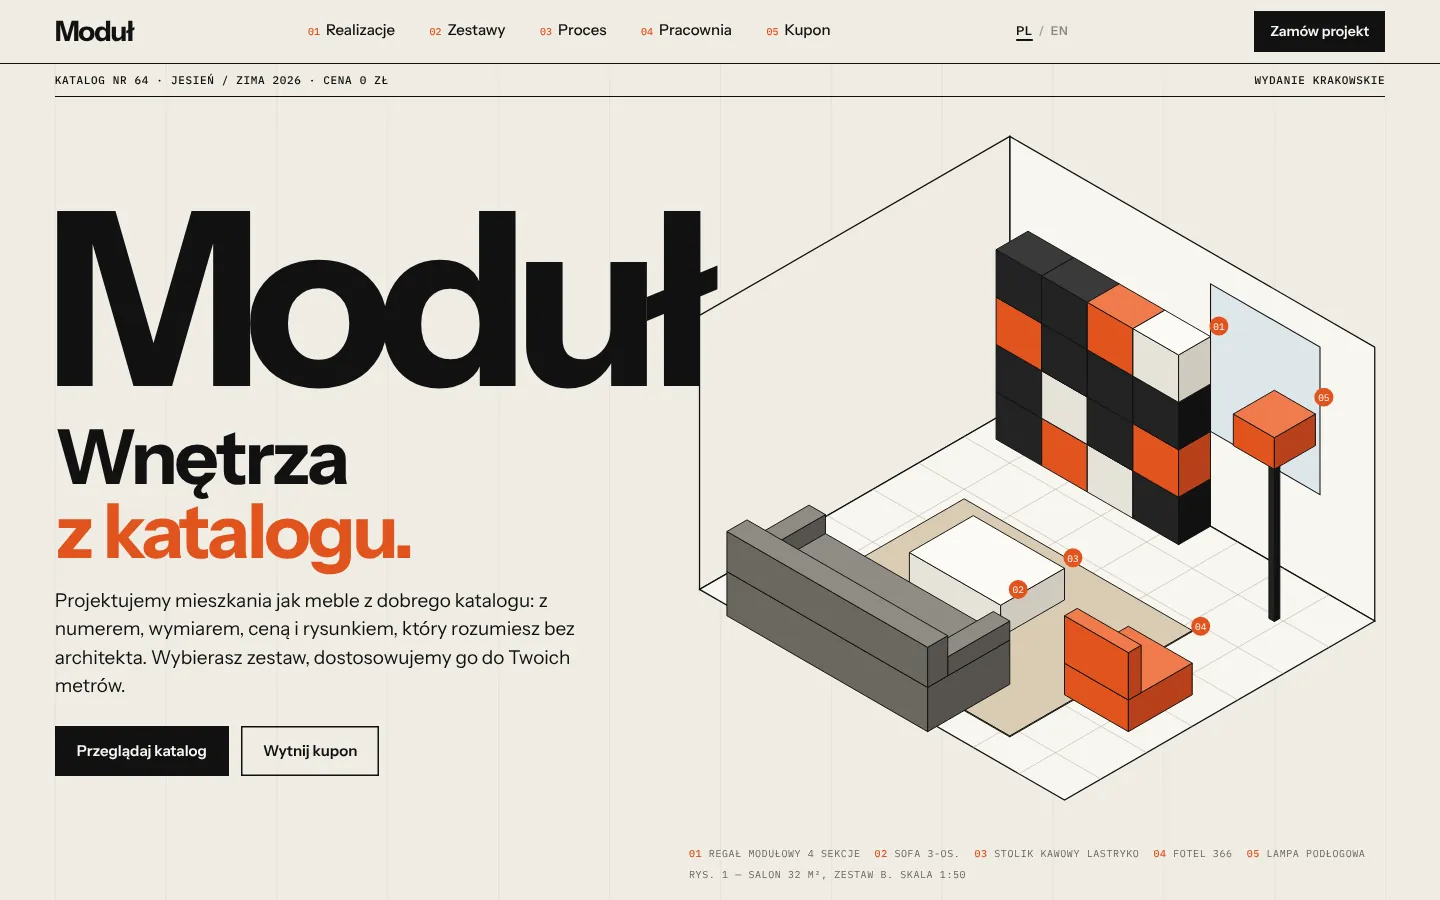 Moduł
01 Realizacje 02 Zestawy 03 Proces 04 Pracownia 05 Kupon
PL / EN
Zamów projekt
KATALOG NR 64 · JESIEŃ / ZIMA 2026 · CENA 0 ZŁ
WYDANIE KRAKOWSKIE
Moduł
Wnętrza
z katalogu.
Projektujemy mieszkania jak meble z dobrego katalogu: z
numerem, wymiarem, ceną i rysunkiem, który rozumiesz bez
architekta. Wybierasz zestaw, dostosowujemy go do Twoich
metrów.
Przeglądaj katalog
Wytnij kupon
01
05
03
02
04
01 REGAŁ MODUŁOWY 4 SEKCJE 02 SOFA 3-OS. 03 STOLIK KAWOWY LASTRYKO 04 FOTEL 366 05 LAMPA PODŁOGOWA
RYS. 1 — SALON 32 M², ZESTAW B. SKALA 1:50